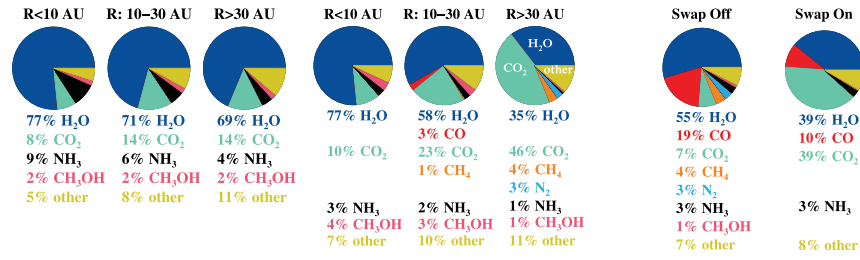 R<10 AU R: 10–30 AU R>30 AU R<10 AU R: 10–30 AU R>30 AU Swap Off Swap On
H₂O
CO₂ other
77% H₂O 71% H₂O 69% H₂O 77% H₂O 58% H₂O 35% H₂O 55% H₂O 39% H₂O
3% CO 19% CO 10% CO
8% CO₂ 14% CO₂ 14% CO₂ 10% CO₂ 23% CO₂ 46% CO₂ 7% CO₂ 39% CO₂
1% CH₄ 4% CH₄ 4% CH₄
3% N₂ 3% N₂
9% NH₃ 6% NH₃ 4% NH₃ 3% NH₃ 2% NH₃ 1% NH₃ 3% NH₃ 3% NH₃
2% CH₃OH 2% CH₃OH 2% CH₃OH 4% CH₃OH 3% CH₃OH 1% CH₃OH 1% CH₃OH
5% other 8% other 11% other 7% other 10% other 11% other 7% other 8% other